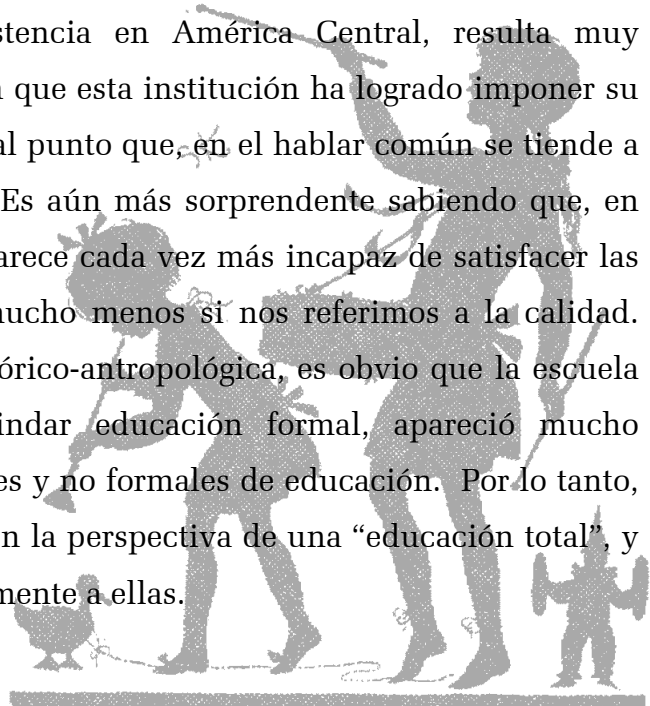 stencia en América Central, resulta muy
que esta institución ha logrado imponer su
al punto que, en el hablar común se tiende a
Es aún más sorprendente sabiendo que, en
arece cada vez más incapaz de satisfacer las
mucho menos si nos referimos a la calidad.
órico-antropológica, es obvio que la escuela
indar educación formal, apareció mucho
es y no formales de educación. Por lo tanto,
n la perspectiva de una “educación total”, y
mente a ellas.